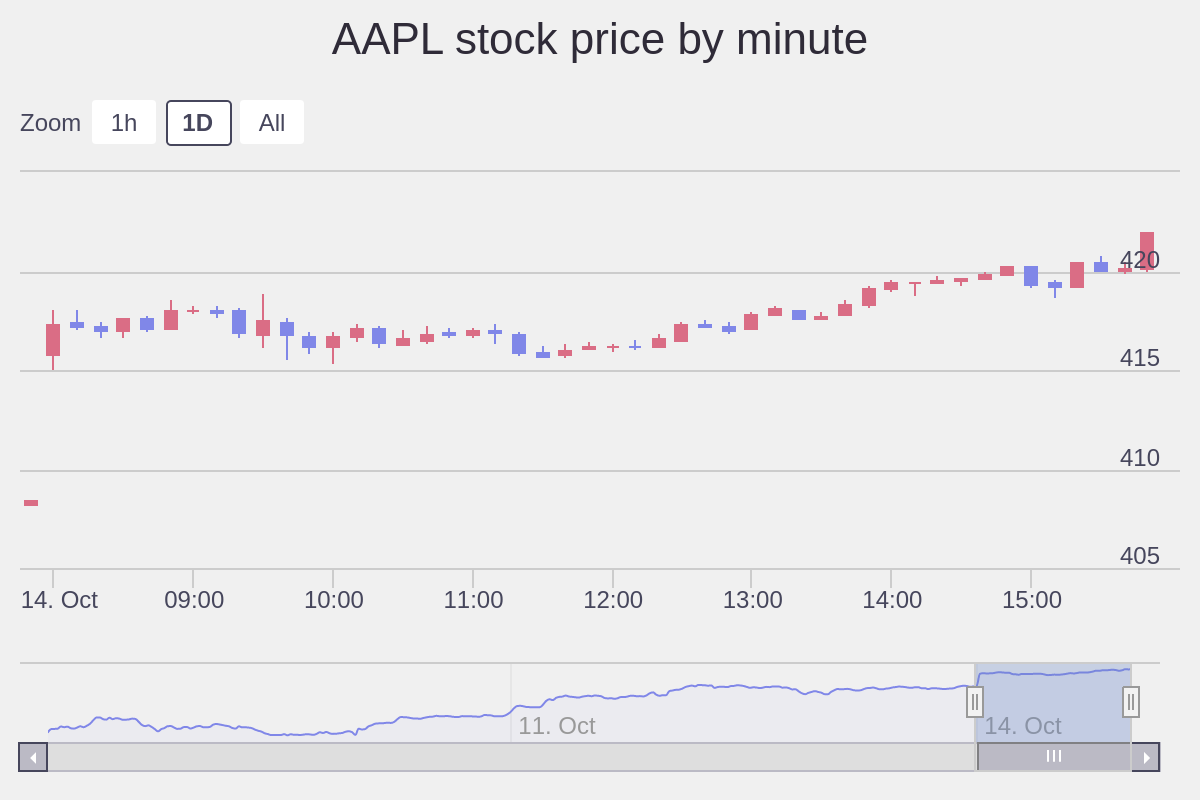 AAPL stock price by minute
Zoom 1h 1D All
420
415
410
405
14. Oct 09:00 10:00 11:00 12:00 13:00 14:00 15:00
11. Oct 14. Oct